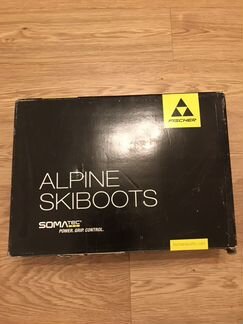 FISCHER
ALPINE
SKIBOOTS
SOMATEC
POWER. GRIP. CONTROL.